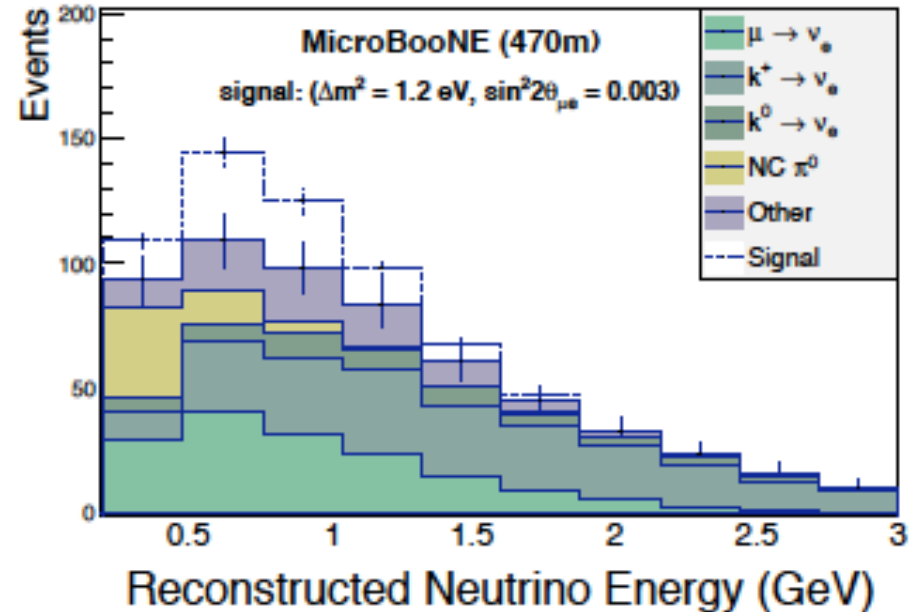 Events
200
150
100
50
0
MicroBooNE (470m)
signal: (Δm² = 1.2 eV, sin²2θμe = 0.003)
μ → νe
k⁺ → νe
k⁰ → νe
NC π⁰
Other
Signal
0.5 1 1.5 2 2.5 3
Reconstructed Neutrino Energy (GeV)